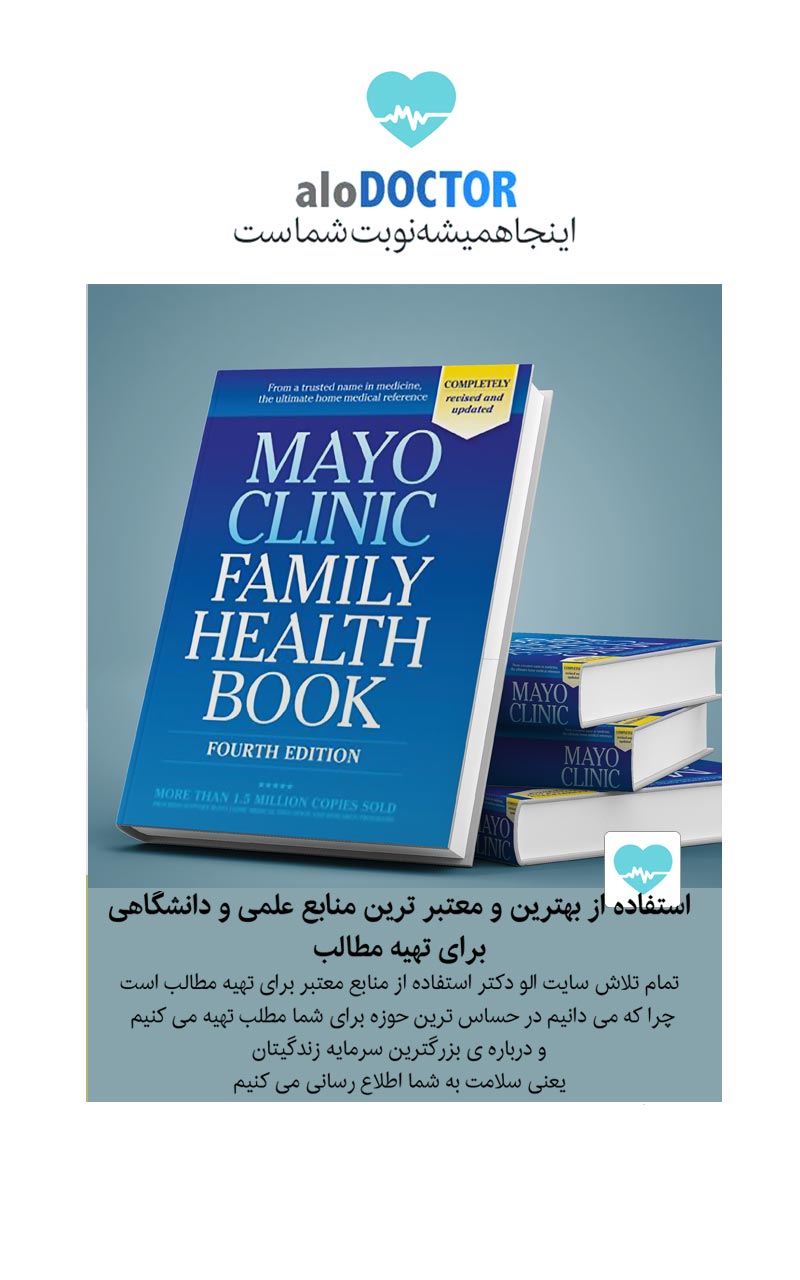 aloDOCTOR
اینجا همیشه نوبت شماست
From a trusted name in medicine,
the ultimate home medical reference
COMPLETELY
revised and
updated
MAYO
CLINIC
FAMILY
HEALTH
BOOK
FOURTH EDITION
MORE THAN 1.5 MILLION COPIES SOLD
MAYO
CLINIC
MAYO
CLINIC
MAYO
CLINIC
استفاده از بهترین و معتبر ترین منابع علمی و دانشگاهی
برای تهیه مطالب
تمام تلاش سایت الو دکتر استفاده از منابع معتبر برای تهیه مطالب است
چرا که می دانیم در حساس ترین حوزه برای شما مطلب تهیه می کنیم
و درباره ی بزرگترین سرمایه زندگیتان
یعنی سلامت به شما اطلاع رسانی می کنیم